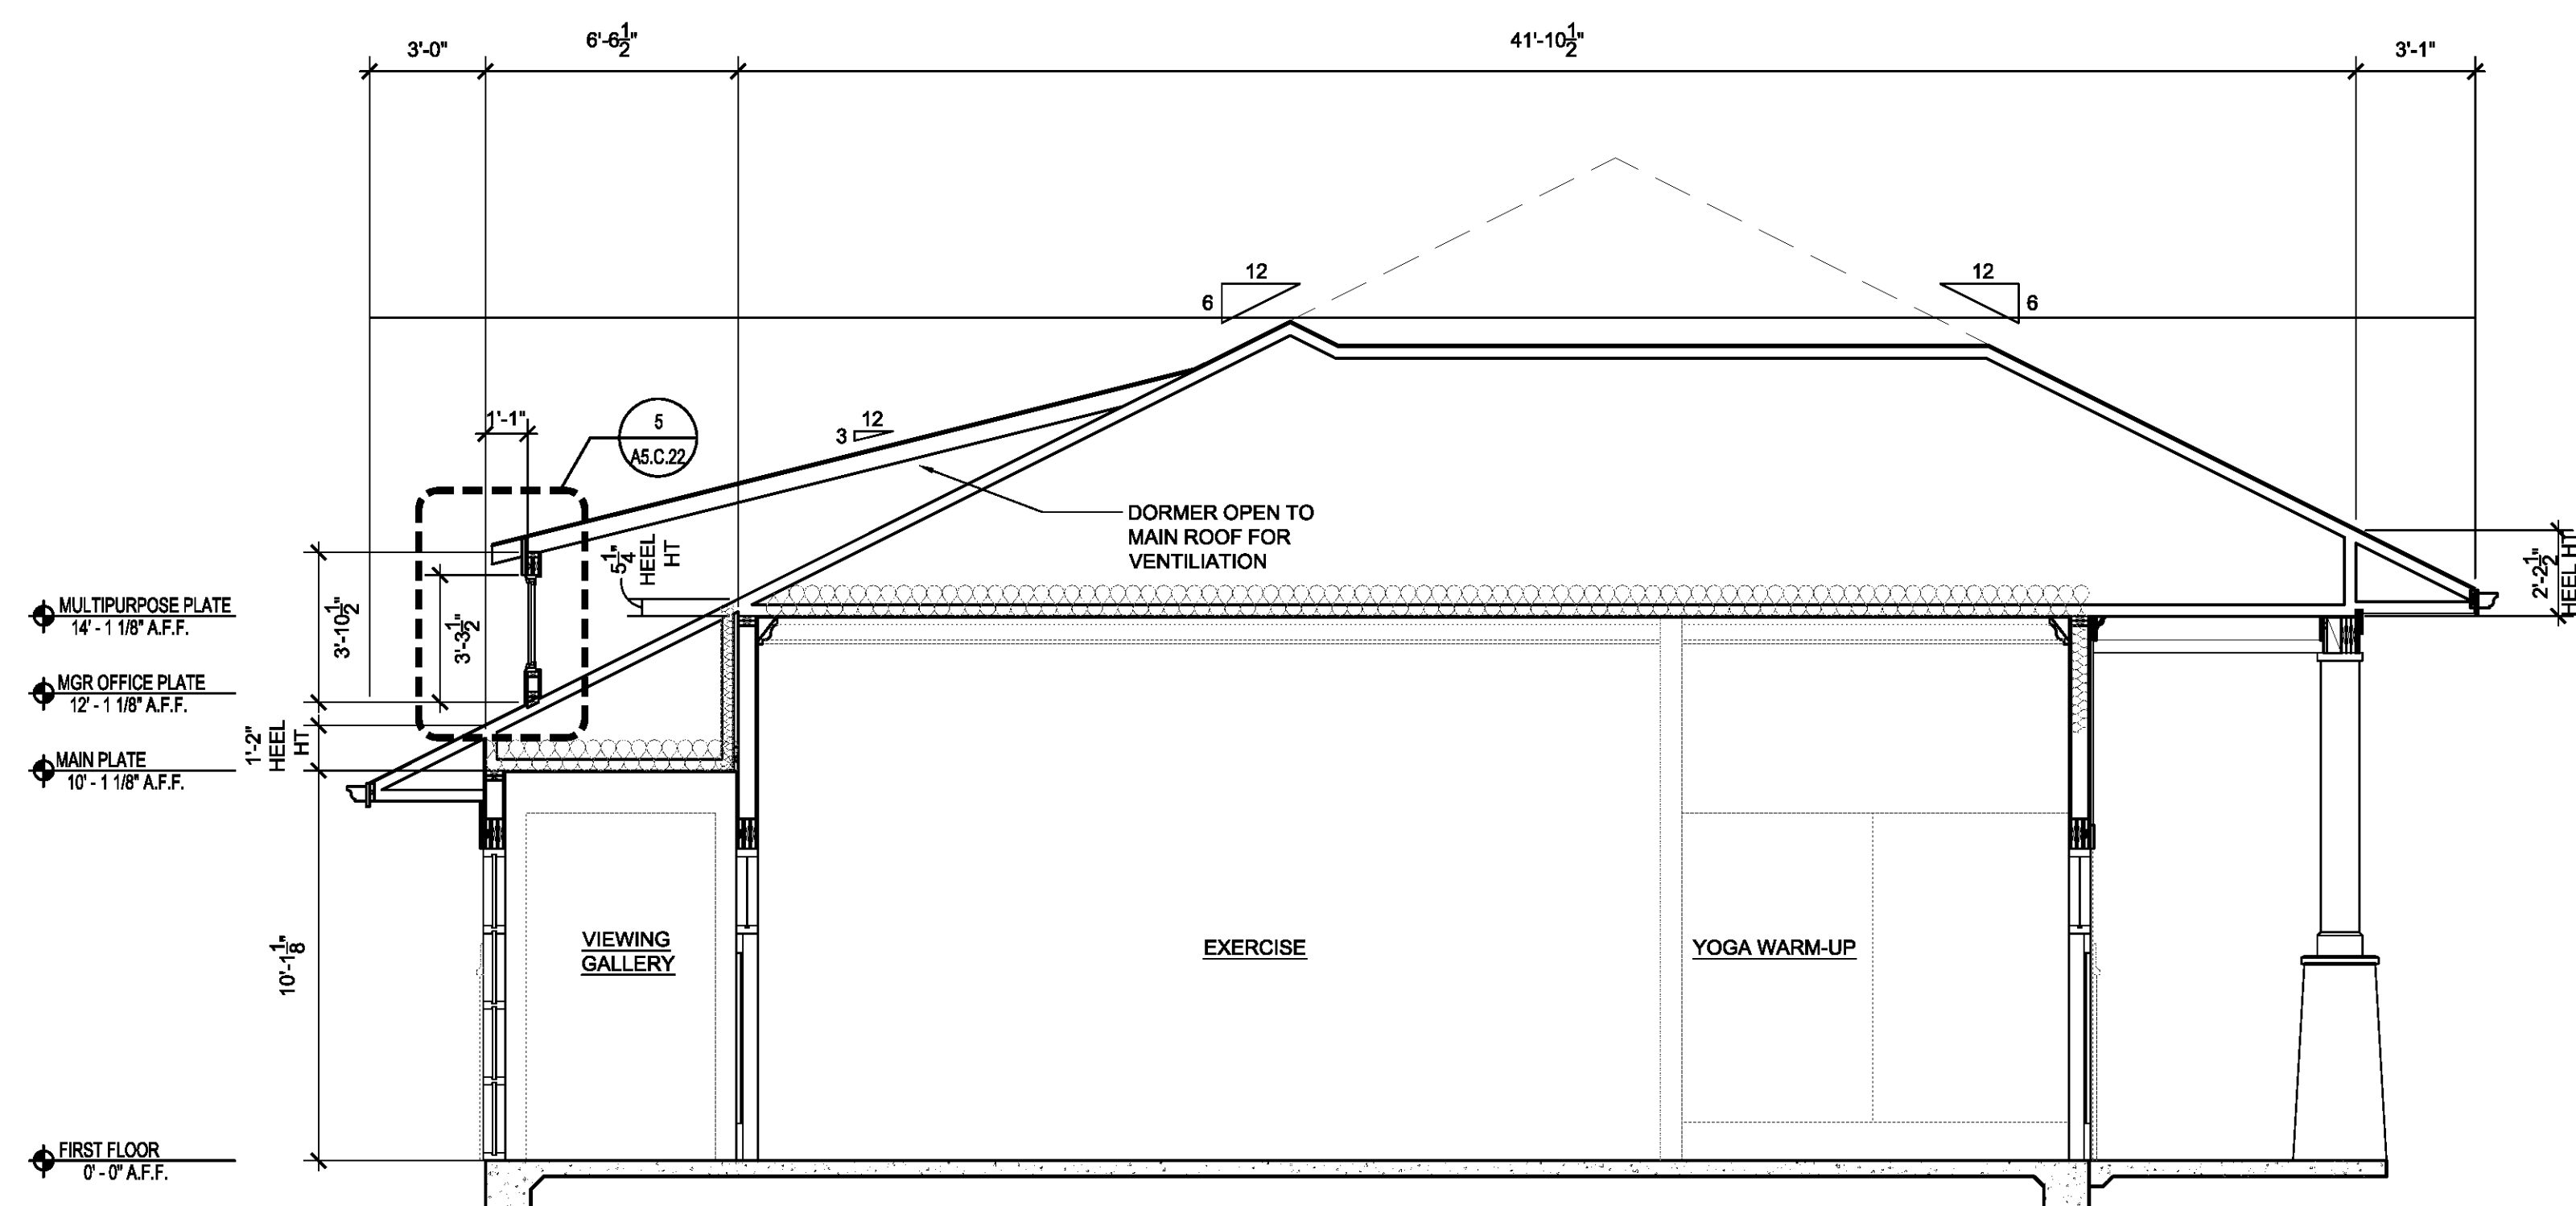 3'-0"
6'-6 1/2"
41'-10 1/2"
3'-1"
12
6
12
6
1'-1"
5
A5.C.22
12
3
DORMER OPEN TO
MAIN ROOF FOR
VENTILIATION
5 1/4"
HEEL
HT
2'-2 1/2"
HEEL HT
MULTIPURPOSE PLATE
14' - 1 1/8" A.F.F.
3'-10 1/2"
3'-3 1/2"
MGR OFFICE PLATE
12' - 1 1/8" A.F.F.
1'-2"
HEEL
HT
MAIN PLATE
10' - 1 1/8" A.F.F.
10'-1 1/8"
VIEWING
GALLERY
EXERCISE
YOGA WARM-UP
FIRST FLOOR
0' - 0" A.F.F.